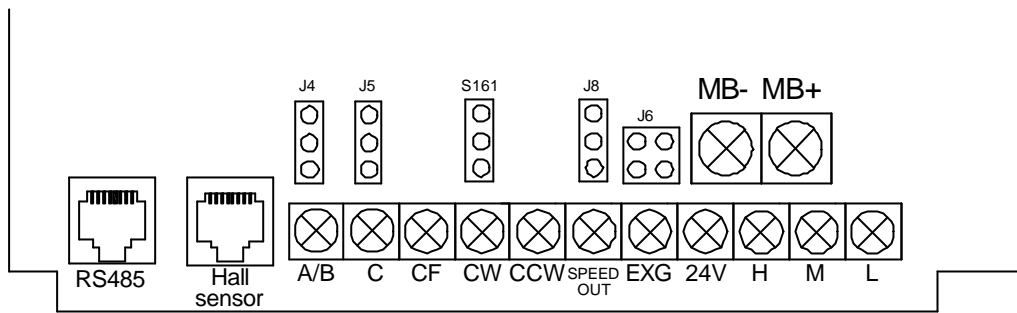 J4
J5
S161
J8
J6
MB- MB+
RS485
Hall
sensor
A/B C CF CW CCW SPEED
OUT EXG 24V H M L